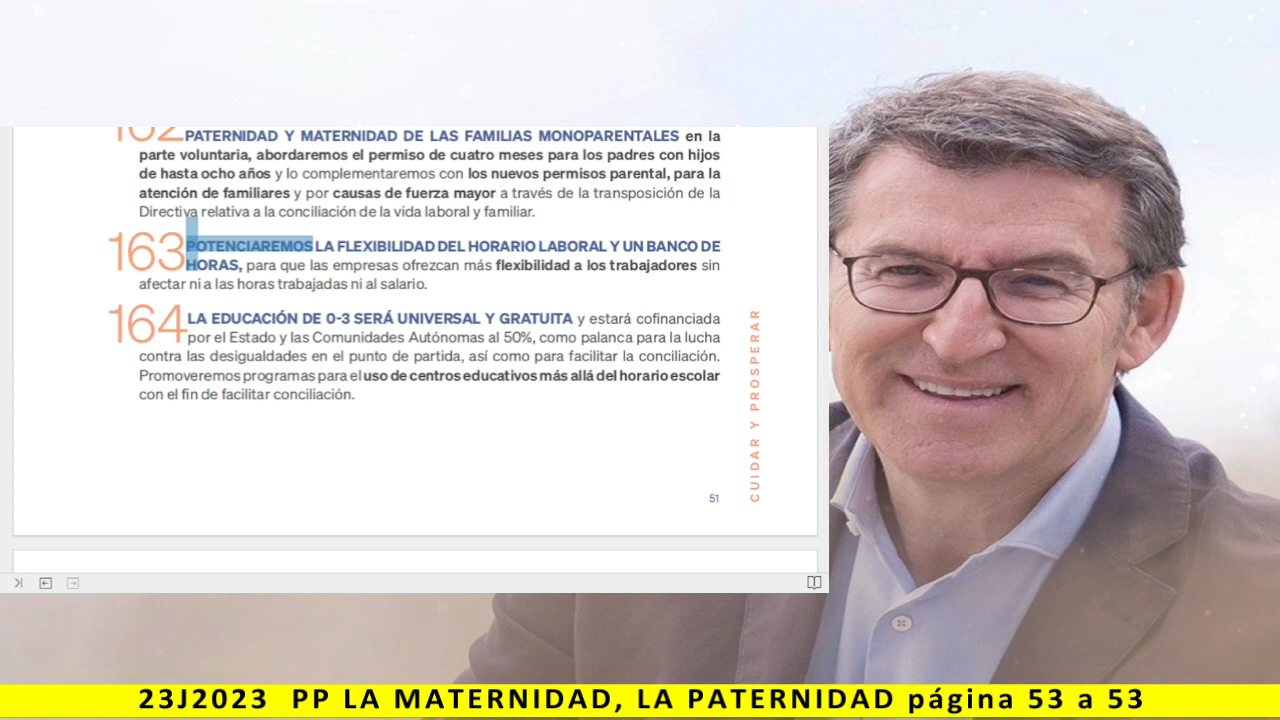 162 PATERNIDAD Y MATERNIDAD DE LAS FAMILIAS MONOPARENTALES en la
parte voluntaria, abordaremos el permiso de cuatro meses para los padres con hijos
de hasta ocho años y lo complementaremos con los nuevos permisos parental, para la
atención de familiares y por causas de fuerza mayor a través de la transposición de la
Directiva relativa a la conciliación de la vida laboral y familiar.
163 POTENCIAREMOS LA FLEXIBILIDAD DEL HORARIO LABORAL Y UN BANCO DE
HORAS, para que las empresas ofrezcan más flexibilidad a los trabajadores sin
afectar ni a las horas trabajadas ni al salario.
164 LA EDUCACIÓN DE 0-3 SERÁ UNIVERSAL Y GRATUITA y estará cofinanciada
por el Estado y las Comunidades Autónomas al 50%, como palanca para la lucha
contra las desigualdades en el punto de partida, así como para facilitar la conciliación.
Promoveremos programas para el uso de centros educativos más allá del horario escolar
con el fin de facilitar conciliación.
CUIDAR Y PROSPERAR
51
23J2023 PP LA MATERNIDAD, LA PATERNIDAD página 53 a 53